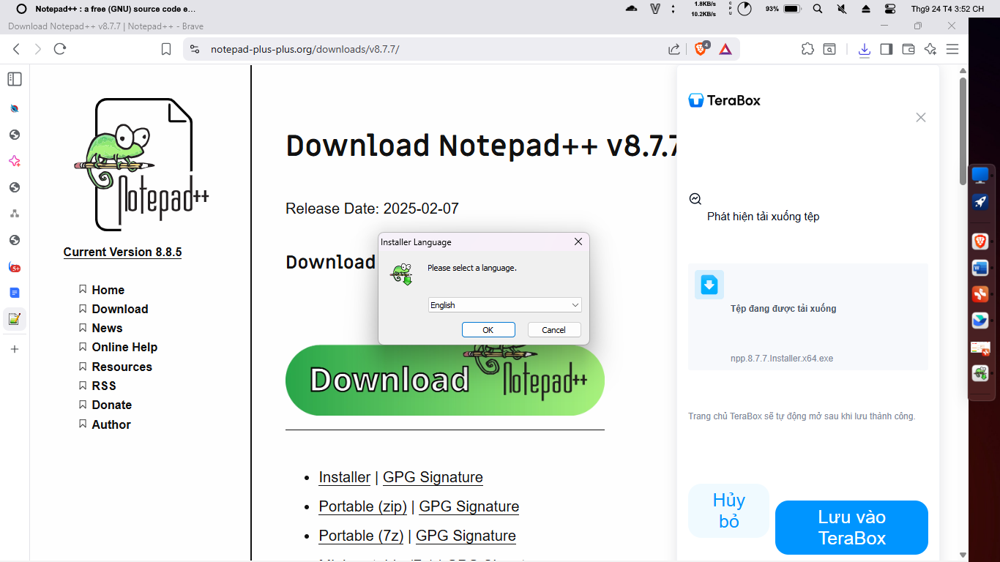 Notepad++ : a free (GNU) source code e...
1.8KB/s
10.2KB/s
CPU
93%
Thg9 24 T4 3:52 CH
Download Notepad++ v8.7.7 | Notepad++ - Brave
notepad-plus-plus.org/downloads/v8.7.7/
4
5+
Notepad++
Current Version 8.8.5
Home
Download
News
Online Help
Resources
RSS
Donate
Author
Download Notepad++ v8.7.7
Release Date: 2025-02-07
Download
Installer Language
Please select a language.
English
OK
Cancel
Download
Notepad++
Installer | GPG Signature
Portable (zip) | GPG Signature
Portable (7z) | GPG Signature
TeraBox
Phát hiện tải xuống tệp
Tệp đang được tải xuống
npp.8.7.7.Installer.x64.exe
Trang chủ TeraBox sẽ tự động mở sau khi lưu thành công.
Hủy
bỏ
Lưu vào
TeraBox